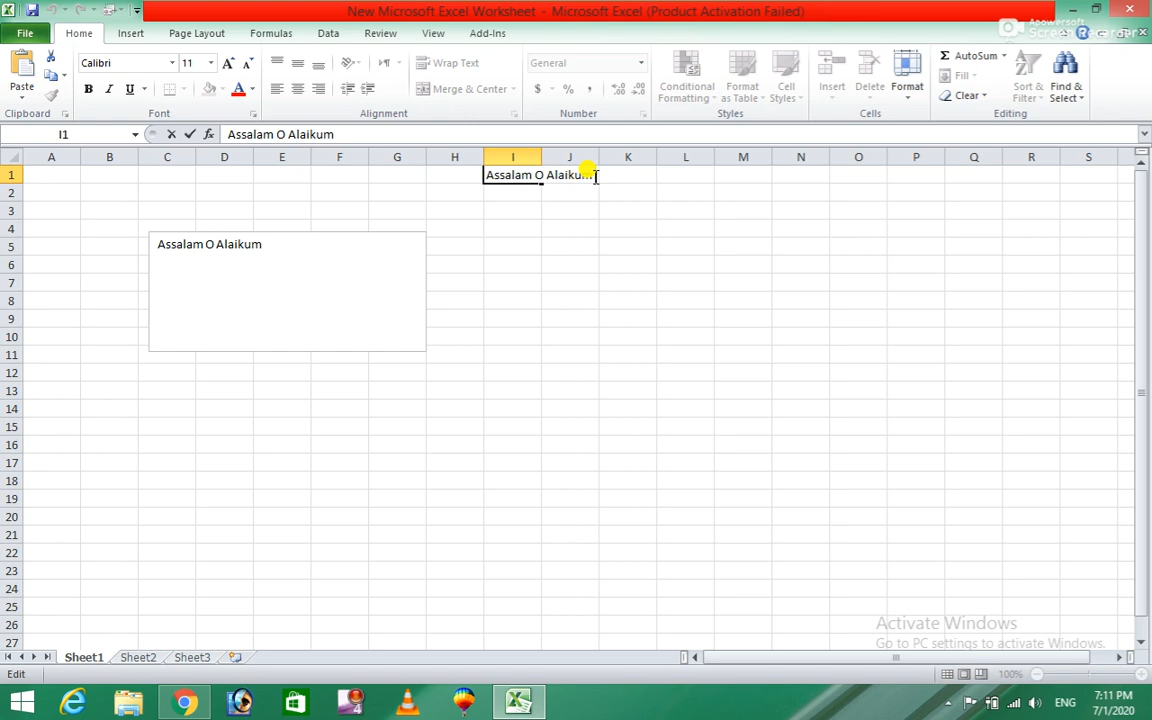 New Microsoft Excel Worksheet - Microsoft Excel (Product Activation Failed)
Apowersoft
Screen Recorder
File Home Insert Page Layout Formulas Data Review View Add-Ins
Paste
Calibri 11
B I U A
Wrap Text
Merge & Center
General
$ % ,
Conditional Formatting
Format as Table
Cell Styles
Insert Delete Format
Σ AutoSum
Fill
Clear
Sort & Filter
Find & Select
Clipboard Font Alignment Number Styles Cells Editing
I1 fx Assalam O Alaikum
A B C D E F G H I J K L M N O P Q R S
1 Assalam O Alaikum
2
3
4
5 Assalam O Alaikum
6
7
8
9
10
11
12
13
14
15
16
17
18
19
20
21
22
23
24
25
26
27
Activate Windows
Go to PC settings to activate Windows.
Sheet1 Sheet2 Sheet3
Edit 100%
ENG 7:11 PM
7/1/2020